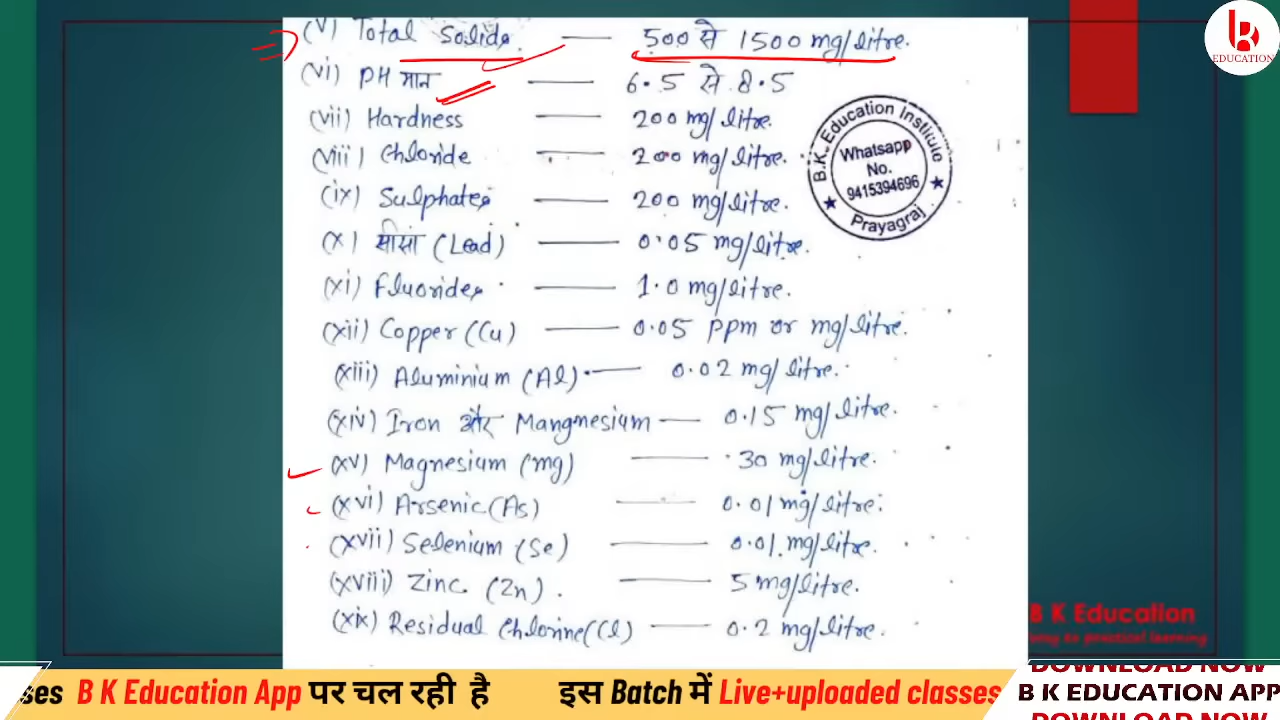 (v) Total Solids — 500 से 1500 mg/litre.
(vi) PH मान — 6.5 से 8.5
(vii) Hardness — 200 mg/litre.
(viii) Chloride — 200 mg/litre.
(ix) Sulphates — 200 mg/litre.
(x) सीसा (Lead) — 0.05 mg/litre.
(xi) Fluorides — 1.0 mg/litre.
(xii) Copper (Cu) — 0.05 ppm or mg/litre.
(xiii) Aluminium (Al) — 0.02 mg/litre.
(xiv) Iron और Mangnesium — 0.15 mg/litre.
(xv) Magnesium (mg) — 30 mg/litre.
(xvi) Arsenic (As) — 0.01 mg/litre.
(xvii) Selenium (Se) — 0.01 mg/litre.
(xviii) Zinc (Zn) — 5 mg/litre.
(xix) Residual Chlorine (Cl) — 0.2 mg/litre.
B.K. Education Institute
Whatsapp
No.
9415394696
Prayagraj
EDUCATION
B K Education
way to practical learning
ses B K Education App पर चल रही है इस Batch में Live+uploaded classes
DOWNLOAD NOW
B K EDUCATION APP
DOWNLOAD NOW